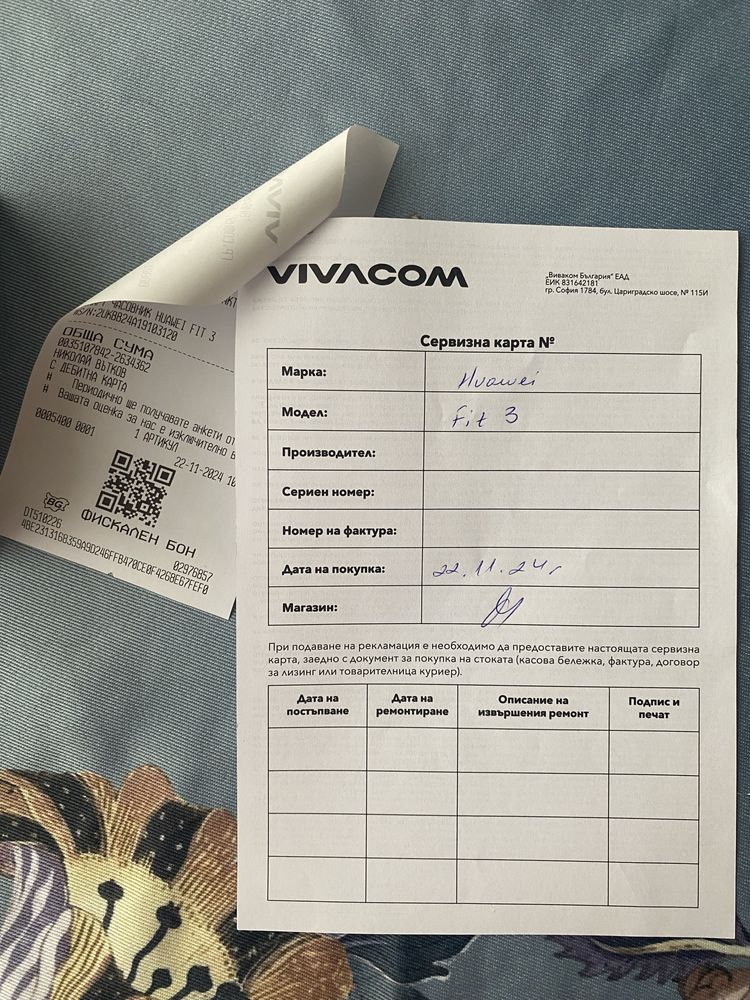 VIVACOM
„Виваком България“ ЕАД
ЕИК 831642181
гр. София 1784, бул. Цариградско шосе, № 115И
Сервизна карта №
Марка: Huawei
Модел: Fit 3
Производител:
Сериен номер:
Номер на фактура:
Дата на покупка: 22.11.24г
Магазин:
При подаване на рекламация е необходимо да предоставите настоящата сервизна
карта, заедно с документ за покупка на стоката (касова бележка, фактура, договор
за лизинг или товарителница куриер).
Дата на постъпване Дата на ремонтиране Описание на извършения ремонт Подпис и печат
ЧАСОВНИК HUAWEI FIT 3
S/N:2UKBB24A19103120
ОБЩА СУМА
0035107842-2634362
НИКОЛАЙ ВЪТКОВ
С ДЕБИТНА КАРТА
# Периодично ще получавате анкети от
# Вашата оценка за нас е изключително
0005400 0001
1 АРТИКУЛ
22-11-2024
BG
ФИСКАЛЕН БОН
DT510226 02976857